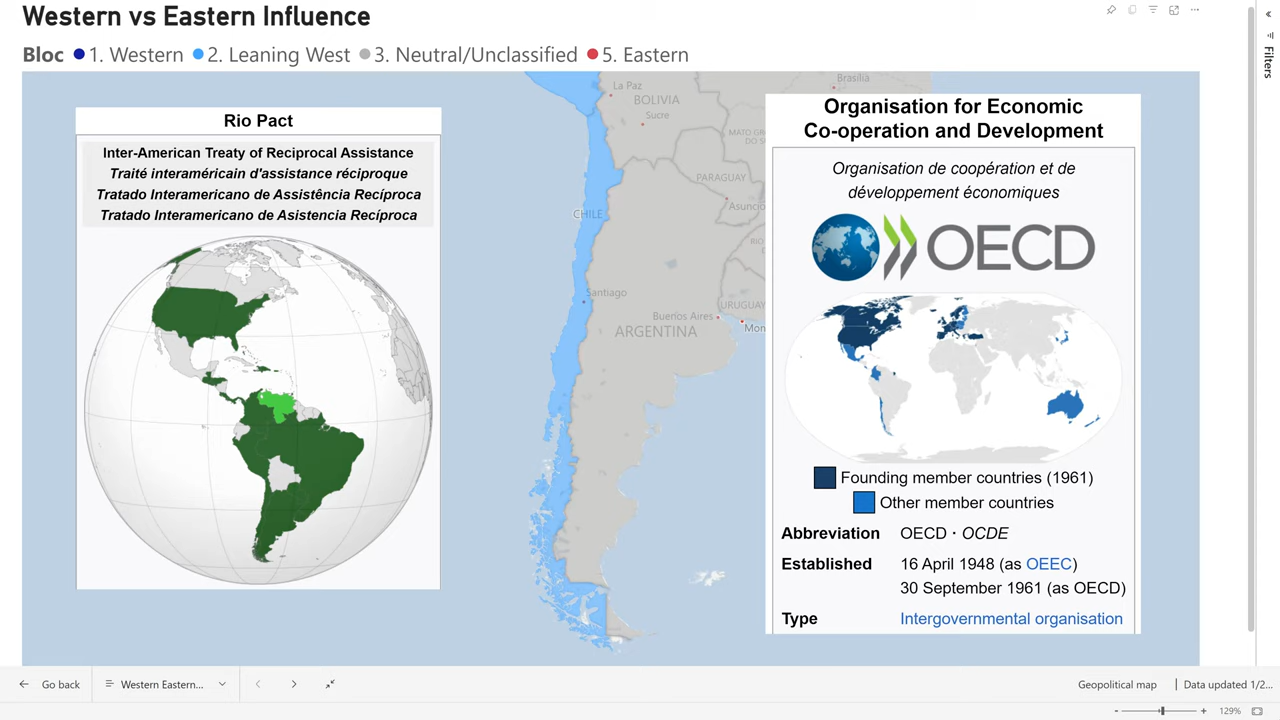 Western vs Eastern Influence
Bloc 1. Western 2. Leaning West 3. Neutral/Unclassified 5. Eastern
Filters
Rio Pact
Inter-American Treaty of Reciprocal Assistance
Traité interaméricain d'assistance réciproque
Tratado Interamericano de Assistência Recíproca
Tratado Interamericano de Asistencia Recíproca
La Paz
BOLIVIA
Sucre
Brasília
MATO GR
DO S
PARAGUAY
Asunció
CHILE
RIO
Santiago
URUGUAY
Buenos Aires
Mon
ARGENTINA
Organisation for Economic
Co-operation and Development
Organisation de coopération et de
développement économiques
OECD
Founding member countries (1961)
Other member countries
Abbreviation OECD · OCDE
Established 16 April 1948 (as OEEC)
30 September 1961 (as OECD)
Type Intergovernmental organisation
Go back
Western Eastern...
Geopolitical map | Data updated 1/2...
- + 129%